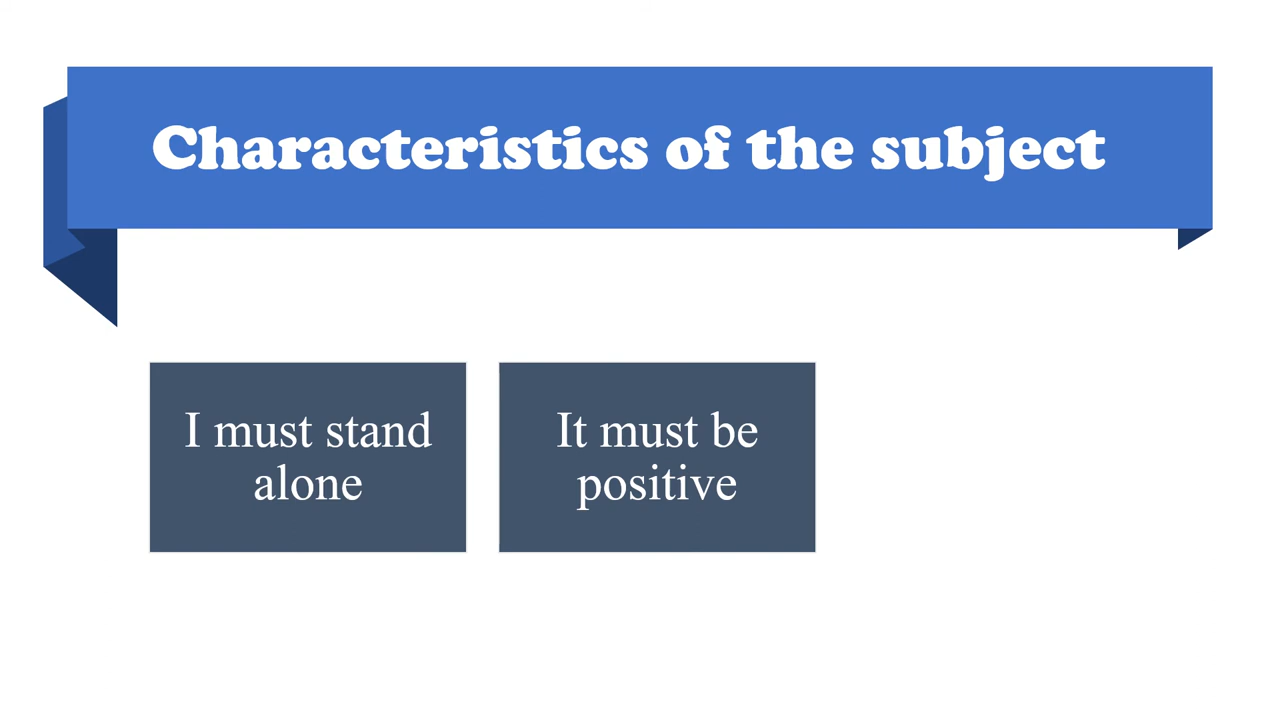 Characteristics of the subject
I must stand
alone
It must be
positive